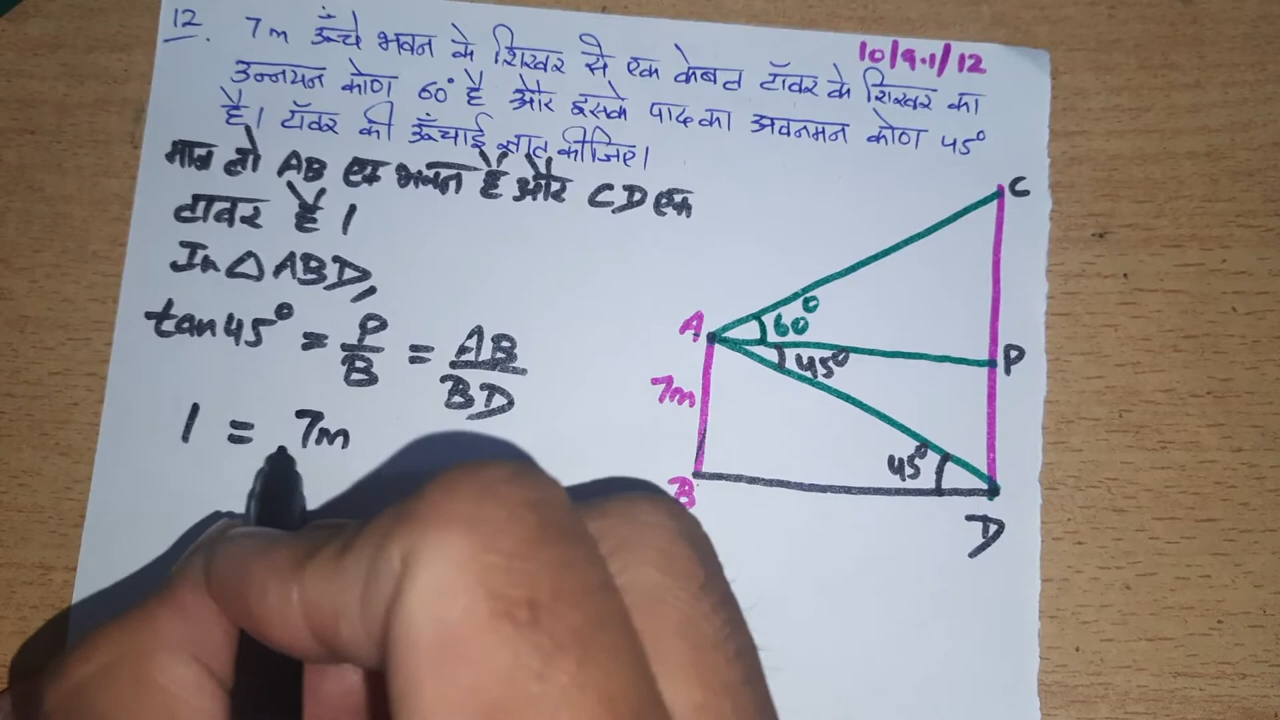 12. 7m ऊँचे भवन के शिखर से एक केबल टॉवर के शिखर का
10/9.1/12
उन्नयन कोण 60° है और इसके पाद का अवनमन कोण 45°
है। टॉवर की ऊँचाई ज्ञात कीजिए।
मान लो AB एक भवन है और CD एक
टावर है।
In △ABD,
tan45° = P/B = AB/BD
1 = 7m
C
A
60°
45°
P
7m
45°
B
D